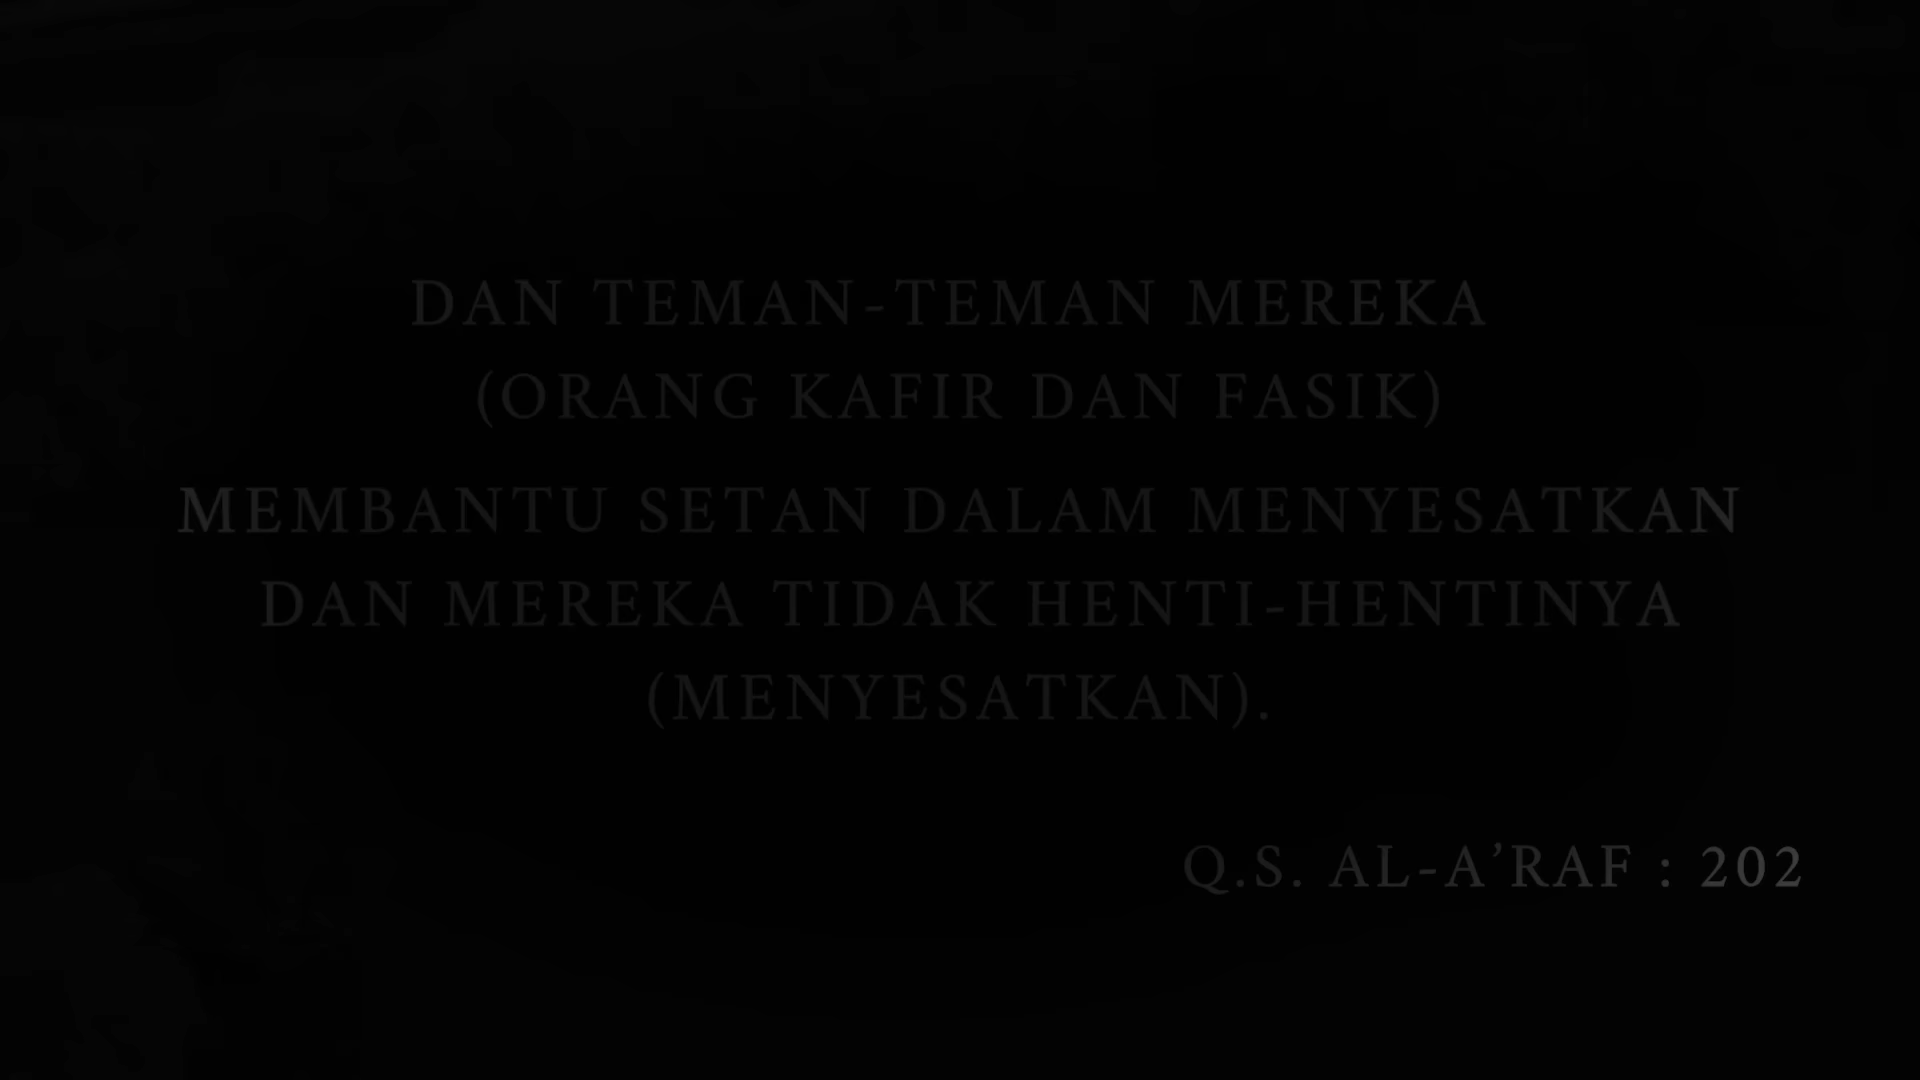 DAN TEMAN-TEMAN MEREKA
(ORANG KAFIR DAN FASIK)
MEMBANTU SETAN DALAM MENYESATKAN
DAN MEREKA TIDAK HENTI-HENTINYA
(MENYESATKAN).
Q.S. AL-A’RAF : 202